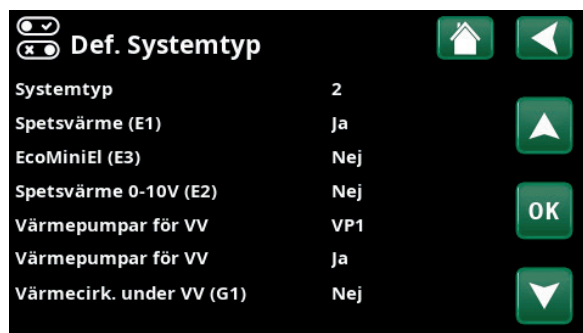 Def. Systemtyp
Systemtyp 2
Spetsvärme (E1) Ja
EcoMiniEl (E3) Nej
Spetsvärme 0-10V (E2) Nej
Värmepumpar för VV VP1
Värmepumpar för VV Ja
Värmecirk. under VV (G1) Nej
OK